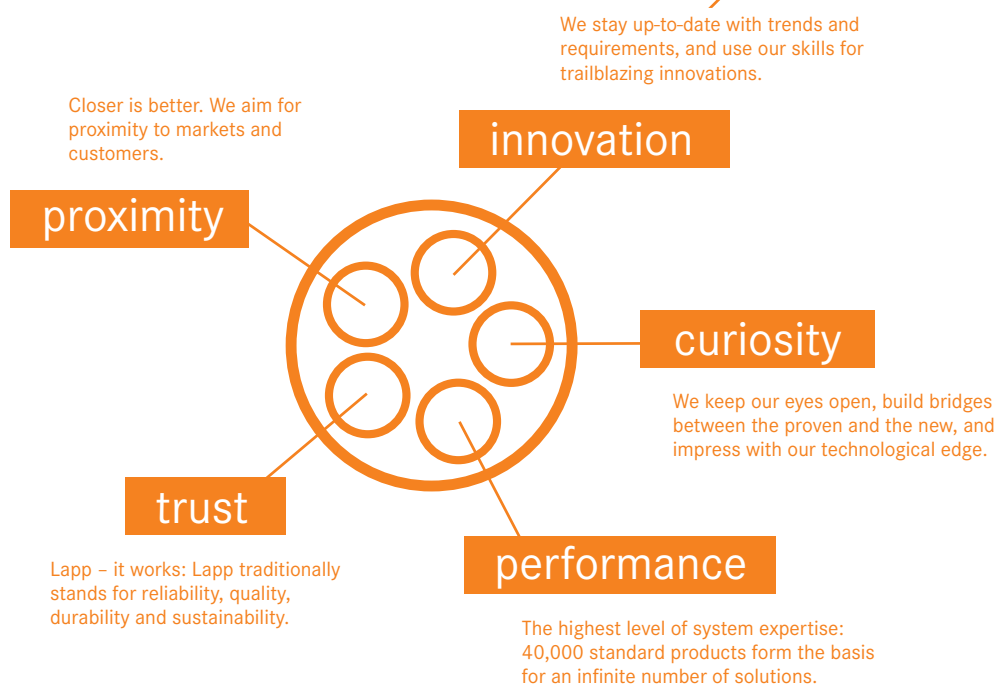 We stay up-to-date with trends and
requirements, and use our skills for
trailblazing innovations.
innovation
Closer is better. We aim for
proximity to markets and
customers.
proximity
curiosity
We keep our eyes open, build bridges
between the proven and the new, and
impress with our technological edge.
trust
Lapp – it works: Lapp traditionally
stands for reliability, quality,
durability and sustainability.
performance
The highest level of system expertise:
40,000 standard products form the basis
for an infinite number of solutions.